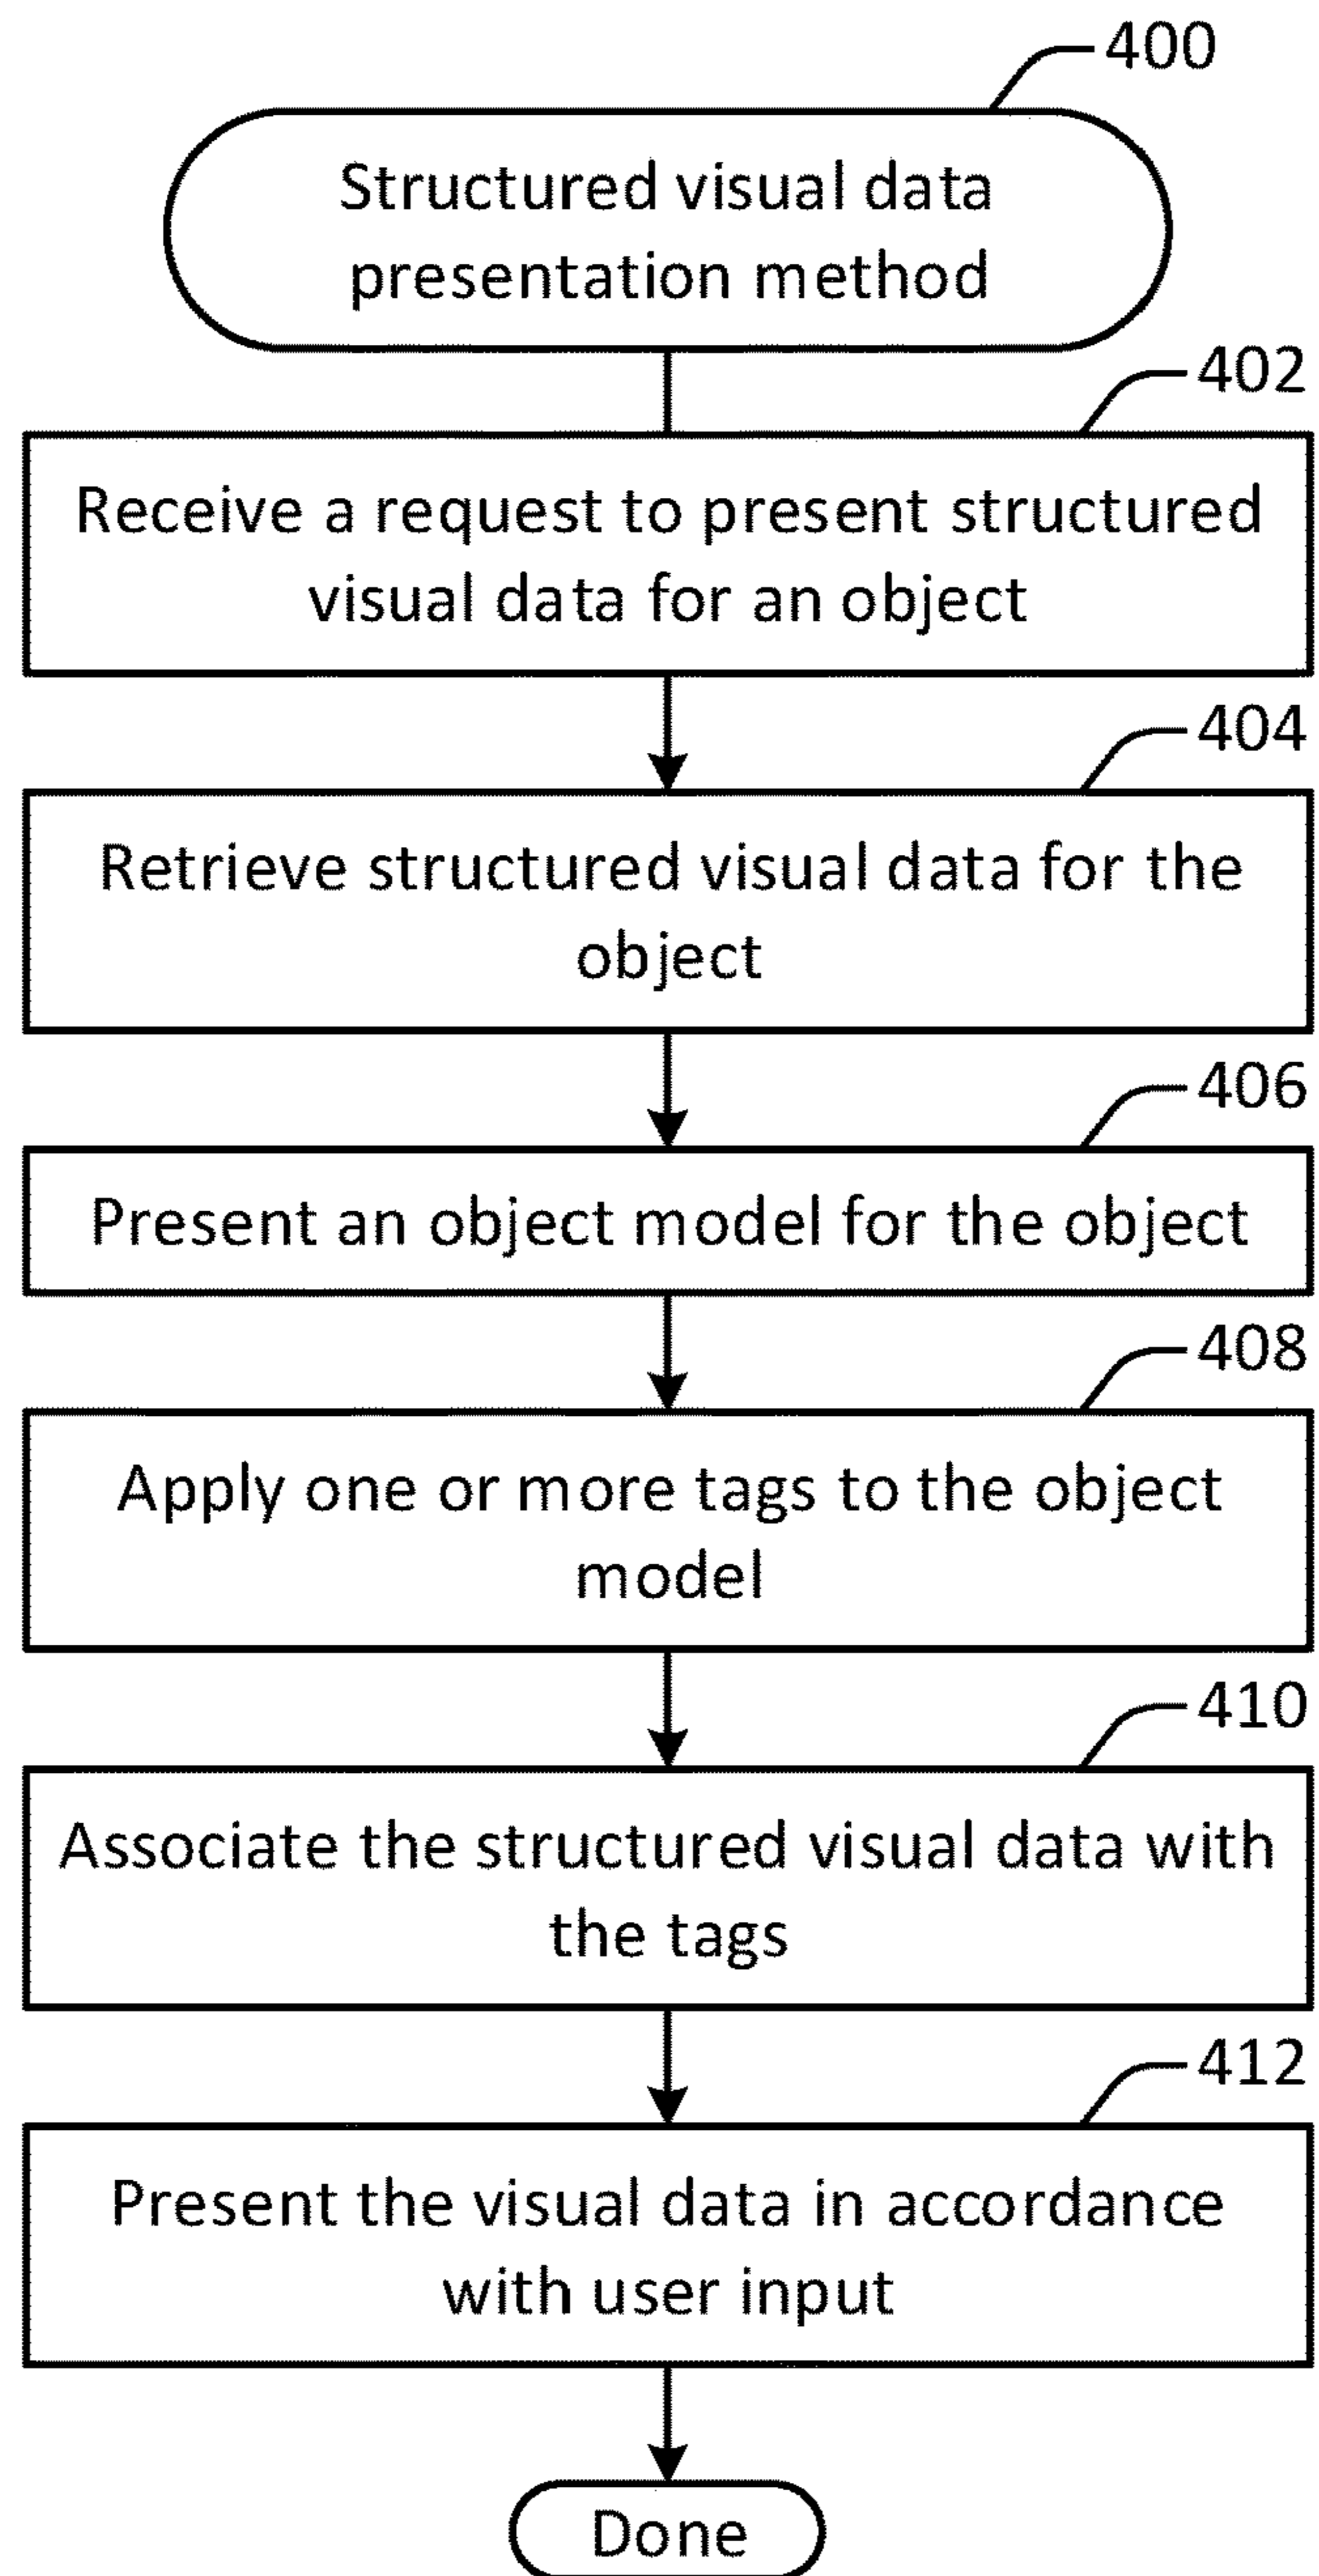 400
Structured visual data
presentation method
402
Receive a request to present structured
visual data for an object
404
Retrieve structured visual data for the
object
406
Present an object model for the object
408
Apply one or more tags to the object
model
410
Associate the structured visual data with
the tags
412
Present the visual data in accordance
with user input
Done